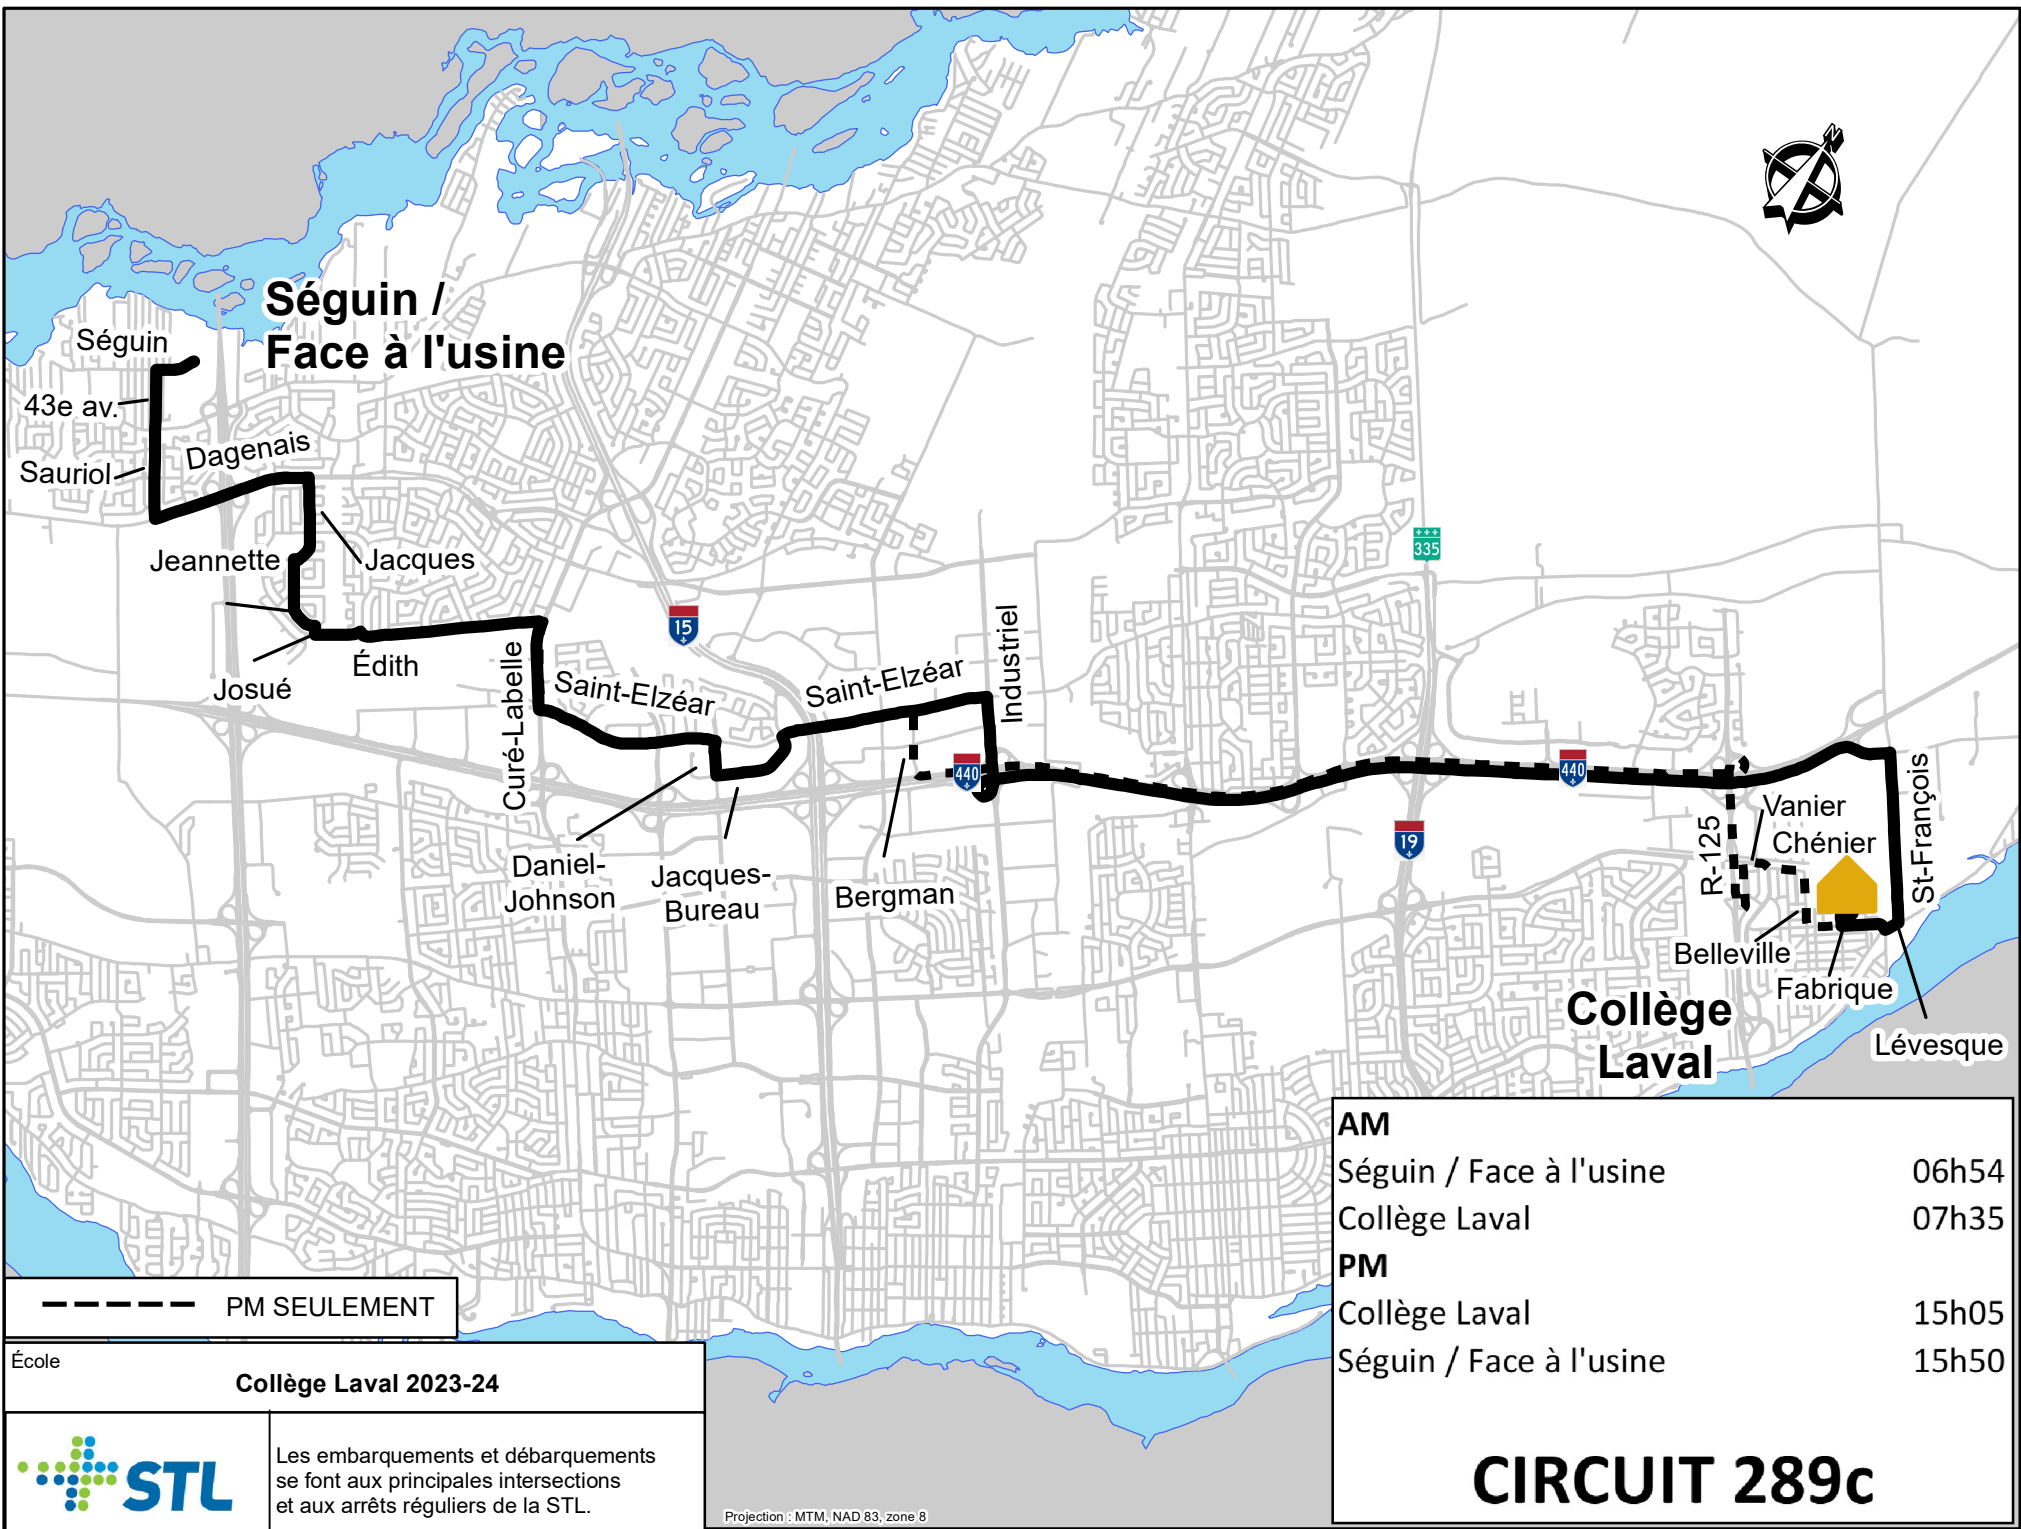 N
Séguin /
Face à l'usine
Séguin
43e av.
Sauriol
Dagenais
Jeannette
Jacques
Josué
Édith
Curé-Labelle
Saint-Elzéar
15
Saint-Elzéar
Industriel
335
440
440
19
Daniel-
Johnson
Jacques-
Bureau
Bergman
R-125
Vanier
Chénier
St-François
Belleville
Fabrique
Lévesque
Collège
Laval
AM
Séguin / Face à l'usine 06h54
Collège Laval 07h35
PM
Collège Laval 15h05
Séguin / Face à l'usine 15h50
CIRCUIT 289c
PM SEULEMENT
École
Collège Laval 2023-24
STL
Les embarquements et débarquements
se font aux principales intersections
et aux arrêts réguliers de la STL.
Projection : MTM, NAD 83, zone 8